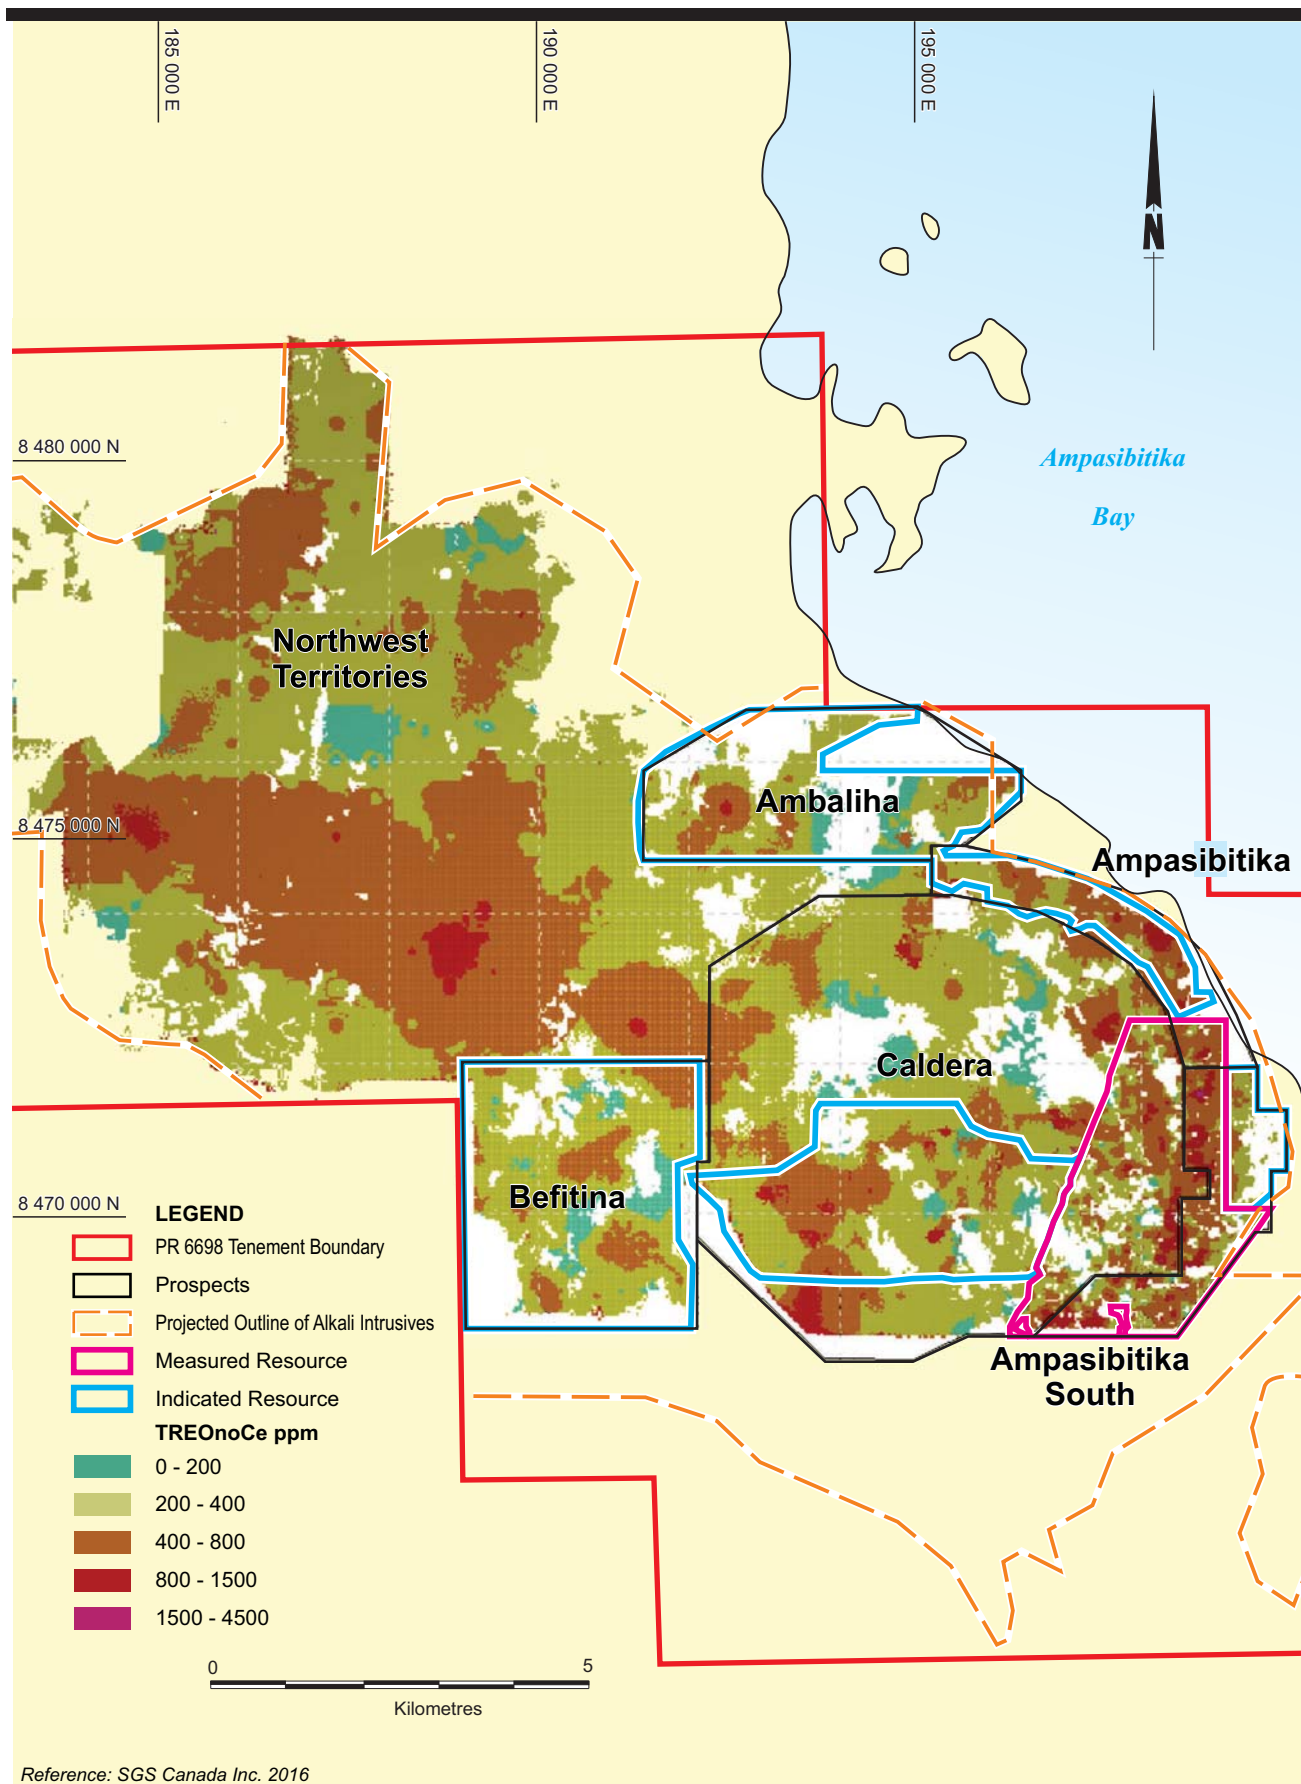 185 000 E
190 000 E
195 000 E
N
8 480 000 N
Ampasibitika
Bay
Northwest
Territories
Ambaliha
8 475 000 N
Ampasibitika
Caldera
Befitina
8 470 000 N
Ampasibitika
South
LEGEND
PR 6698 Tenement Boundary
Prospects
Projected Outline of Alkali Intrusives
Measured Resource
Indicated Resource
TREOnoCe ppm
0 - 200
200 - 400
400 - 800
800 - 1500
1500 - 4500
0 5
Kilometres
Reference: SGS Canada Inc. 2016